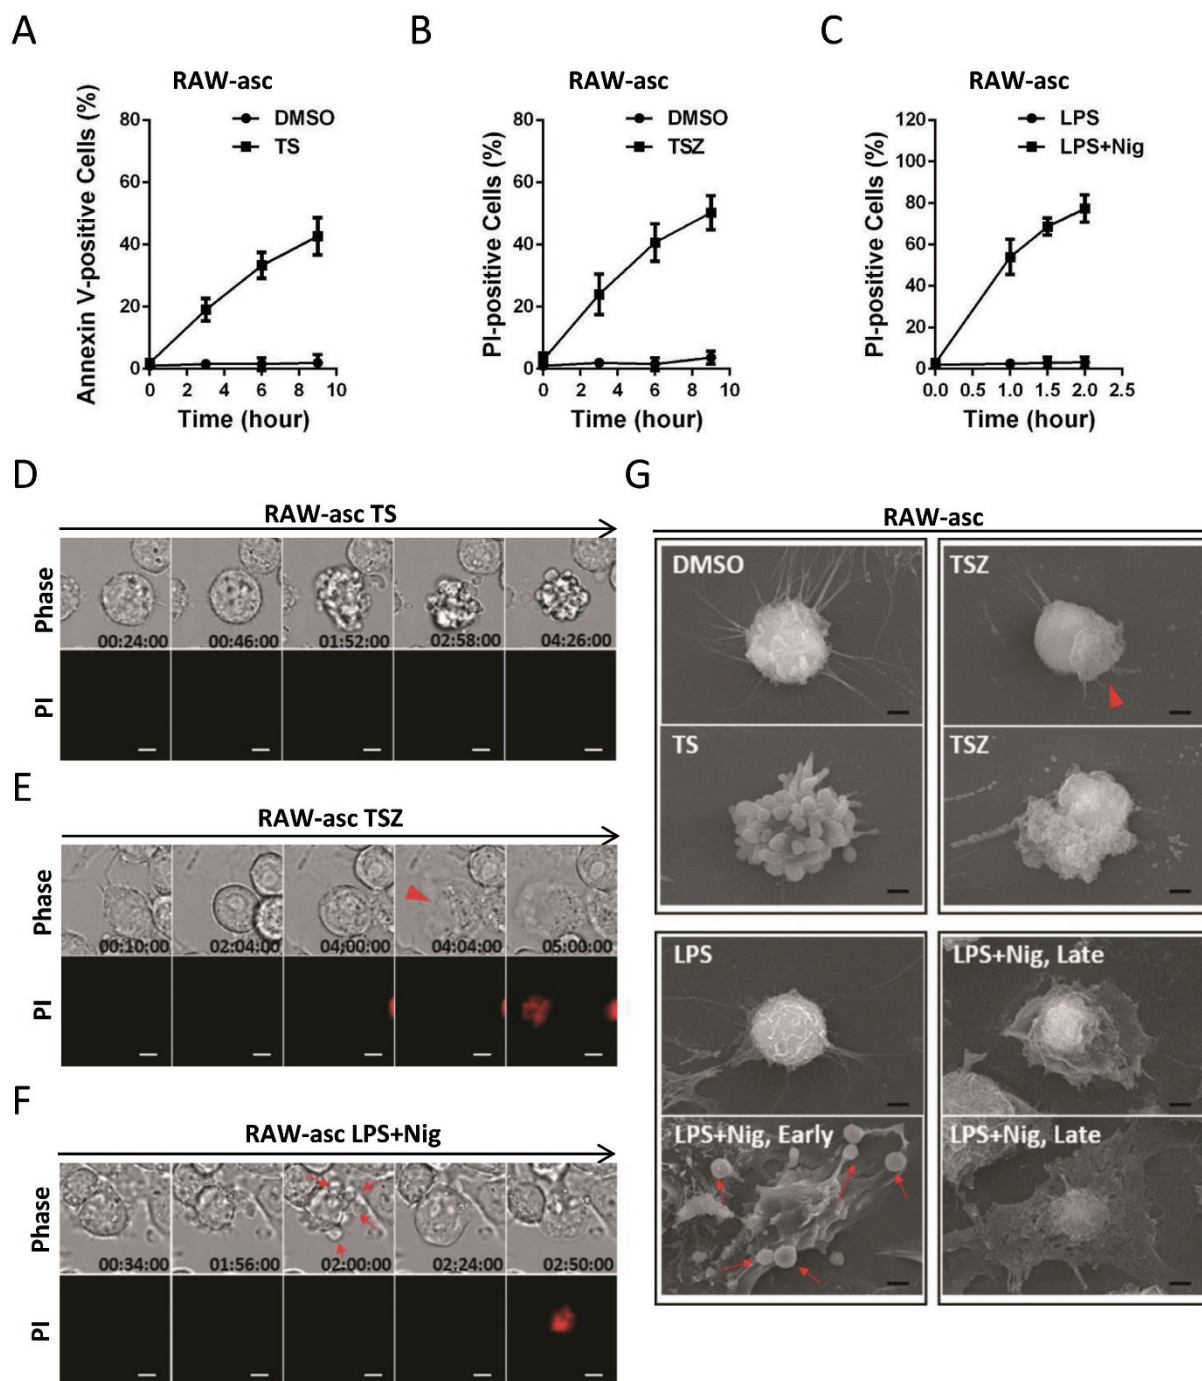 A
RAW-asc
DMSO
TS
Annexin V-positive Cells (%)
80
60
40
20
0
0 2 4 6 8 10
Time (hour)
B
RAW-asc
DMSO
TSZ
PI-positive Cells (%)
80
60
40
20
0
0 2 4 6 8 10
Time (hour)
C
RAW-asc
LPS
LPS+Nig
PI-positive Cells (%)
120
100
80
60
40
20
0
0.0 0.5 1.0 1.5 2.0 2.5
Time (hour)
D
RAW-asc TS
Phase
00:24:00 00:46:00 01:52:00 02:58:00 04:26:00
PI
E
RAW-asc TSZ
Phase
00:10:00 02:04:00 04:00:00 04:04:00 05:00:00
PI
F
RAW-asc LPS+Nig
Phase
00:34:00 01:56:00 02:00:00 02:24:00 02:50:00
PI
G
RAW-asc
DMSO
TSZ
TS
TSZ
LPS
LPS+Nig, Late
LPS+Nig, Early
LPS+Nig, Late